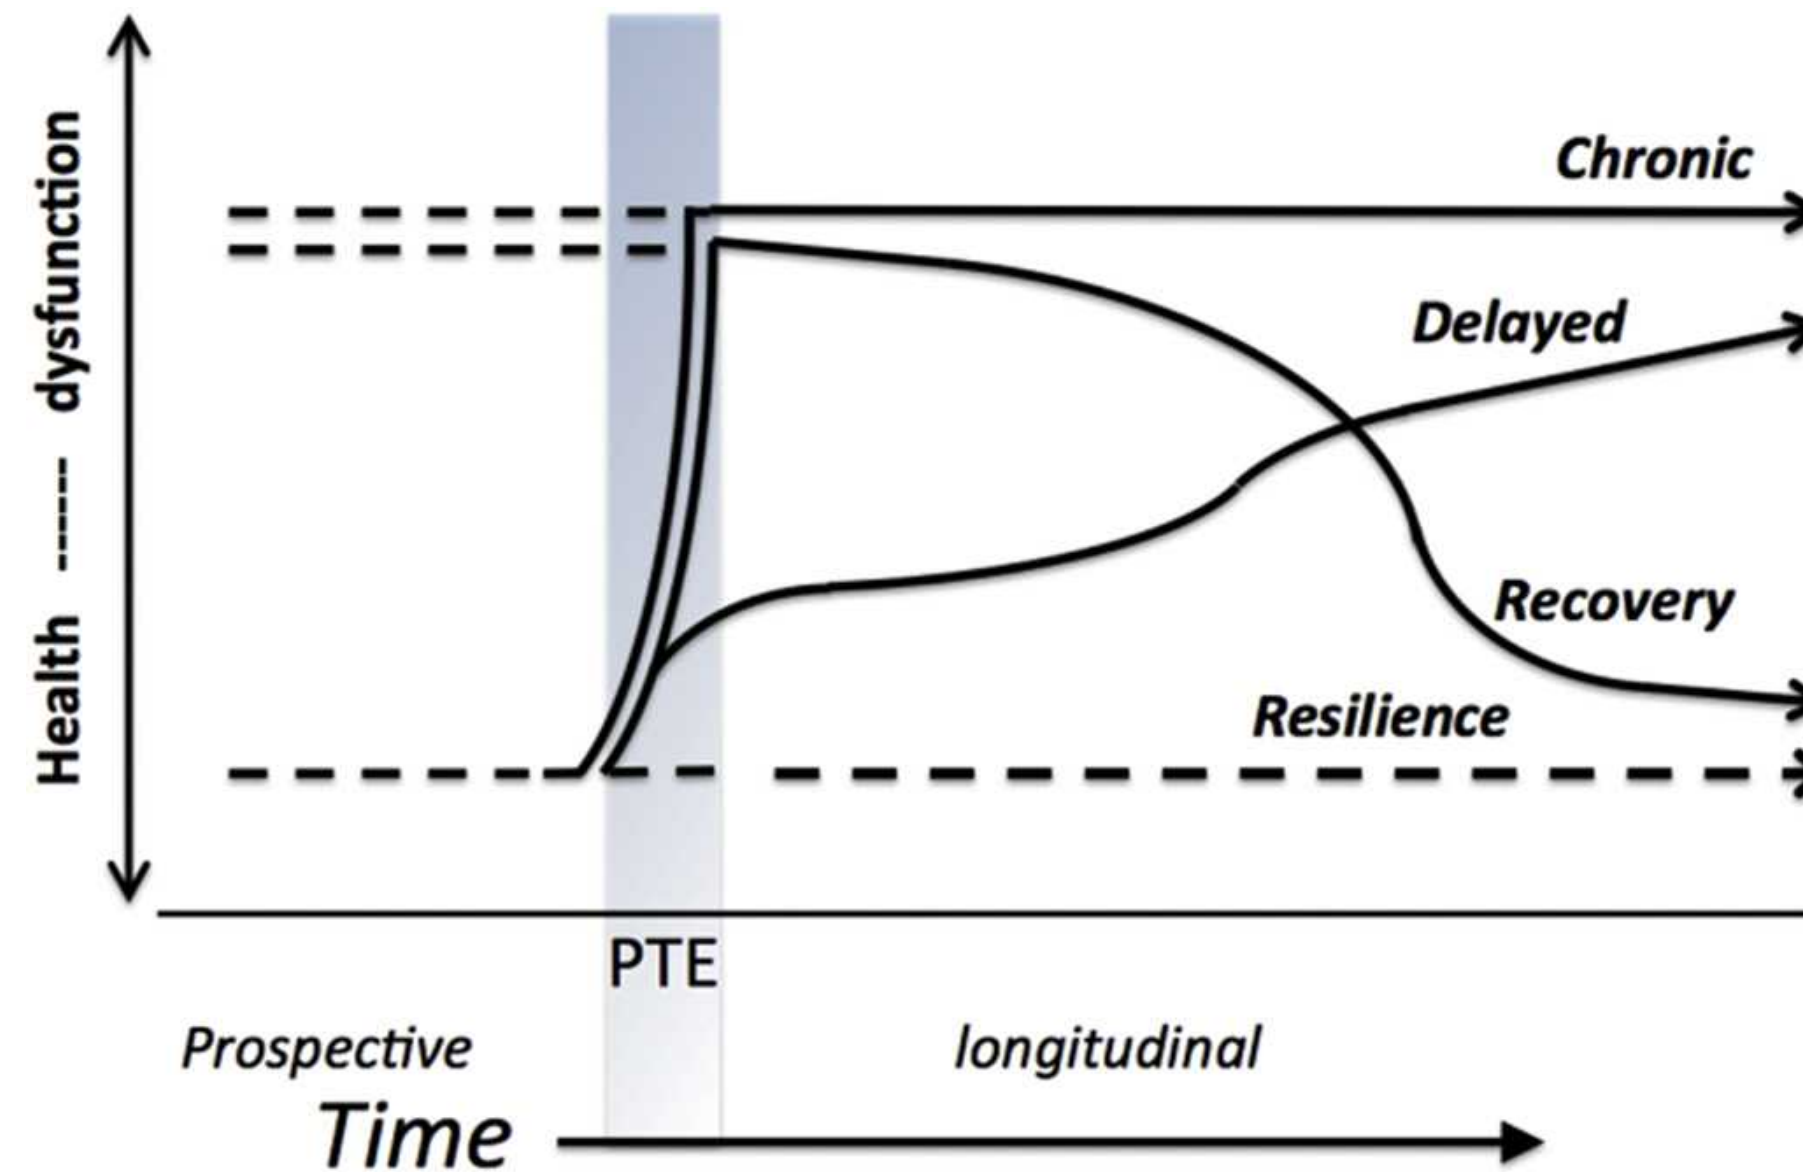 Health ------ dysfunction
Chronic
Delayed
Recovery
Resilience
PTE
Prospective longitudinal
Time